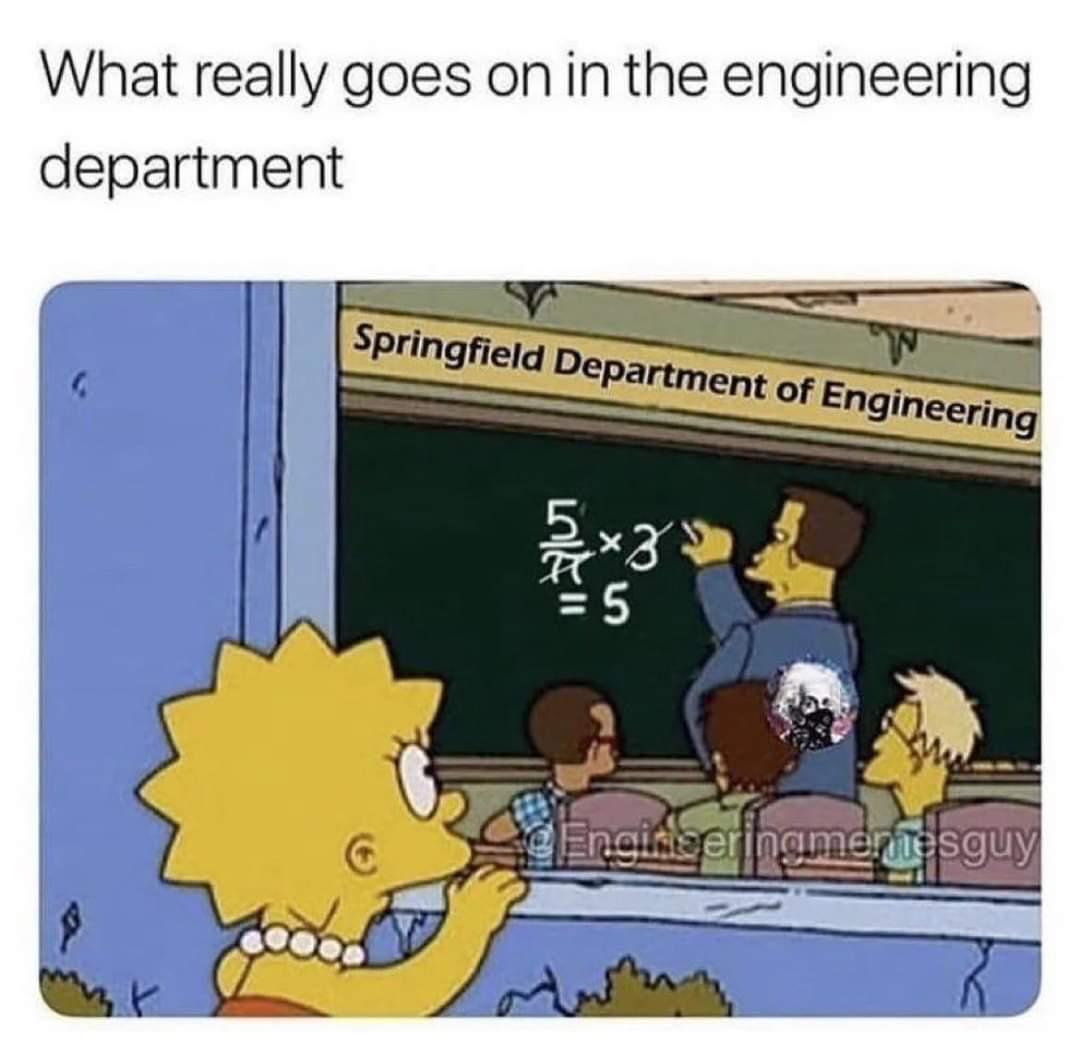 What really goes on in the engineering
department
Springfield Department of Engineering
5
π × 3
= 5
@Engineeringmemesguy